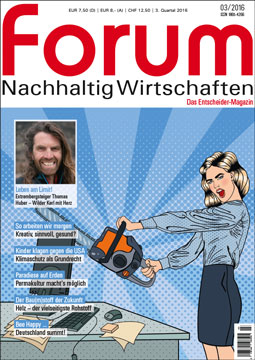 EUR 7,50 (D) | EUR 8,- (A) | CHF 12,50 | 3. Quartal 2016
03/2016
forum
Nachhaltig Wirtschaften
Das Entscheider-Magazin
Leben am Limit!
Extrembergsteiger Thomas
Huber – Wilder Kerl mit Herz
So arbeiten wir morgen
Kreativ, sinnvoll, gesund?
Kinder klagen gegen die USA
Klimaschutz als Grundrecht
Paradiese auf Erden
Permakultur macht's möglich
Der Baumstoff der Zukunft
Holz – der vielseitigste Rohstoff
Bee Happy
Deutschland summt!